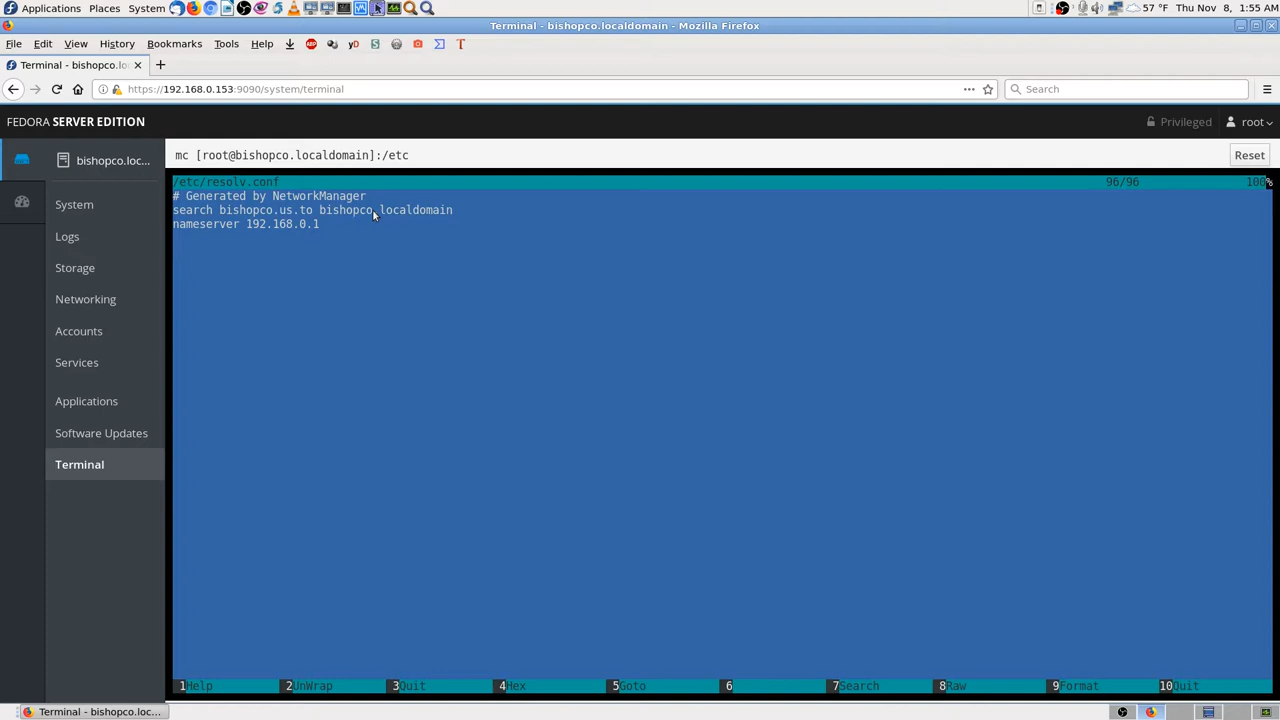 Applications Places System 57 °F Thu Nov 8, 1:55 AM
Terminal - bishopco.localdomain - Mozilla Firefox
File Edit View History Bookmarks Tools Help ABP yD S Σ T
Terminal - bishopco.loc × +
https://192.168.0.153:9090/system/terminal ••• Search
FEDORA SERVER EDITION Privileged root
bishopco.loc... mc [root@bishopco.localdomain]:/etc Reset
/etc/resolv.conf 96/96 100%
# Generated by NetworkManager
search bishopco.us.to bishopco.localdomain
nameserver 192.168.0.1
System
Logs
Storage
Networking
Accounts
Services
Applications
Software Updates
Terminal
1Help 2UnWrap 3Quit 4Hex 5Goto 6 7Search 8Raw 9Format 10Quit
Terminal - bishopco.loc...